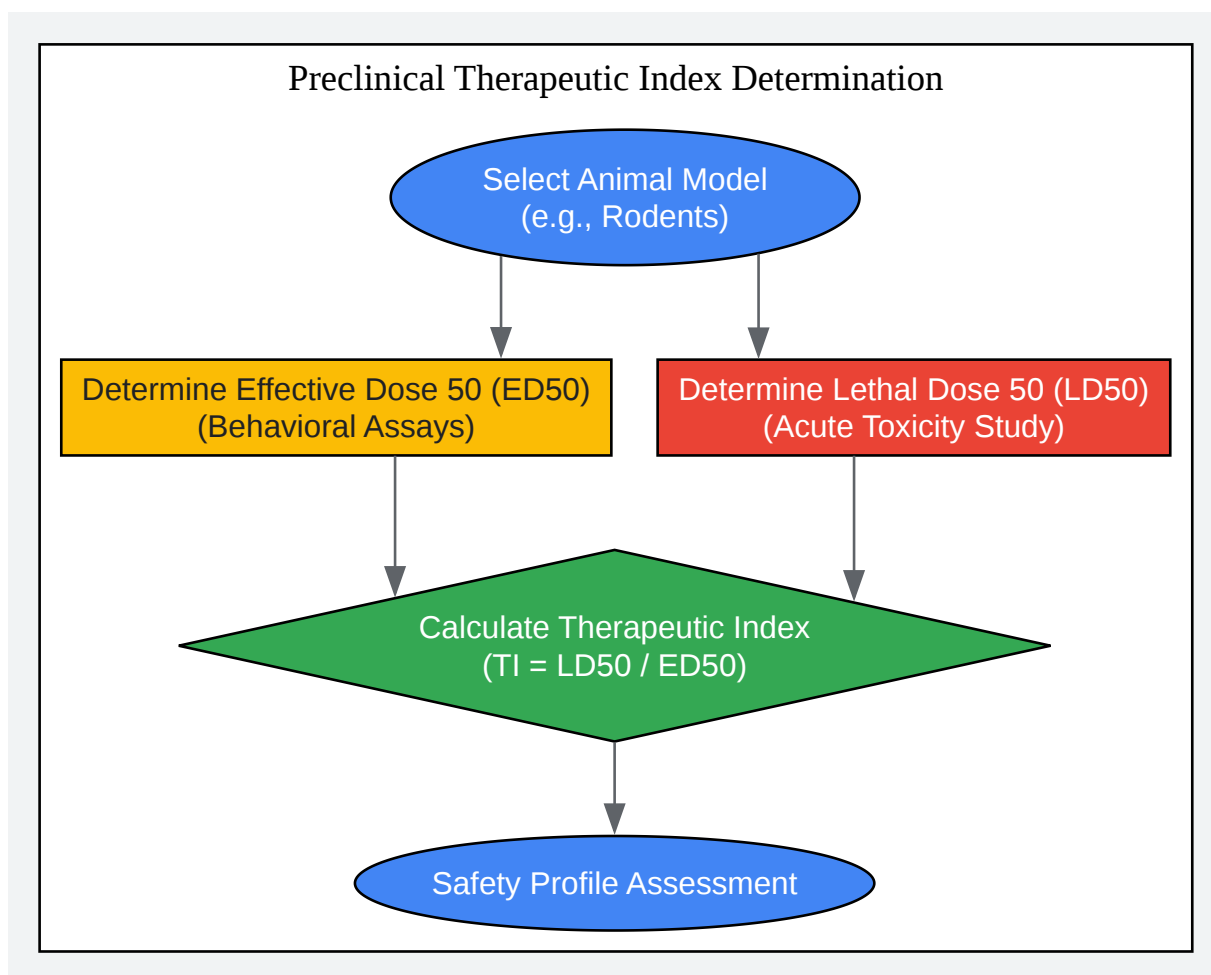 Preclinical Therapeutic Index Determination
Select Animal Model
(e.g., Rodents)
Determine Effective Dose 50 (ED50)
(Behavioral Assays)
Determine Lethal Dose 50 (LD50)
(Acute Toxicity Study)
Calculate Therapeutic Index
(TI = LD50 / ED50)
Safety Profile Assessment